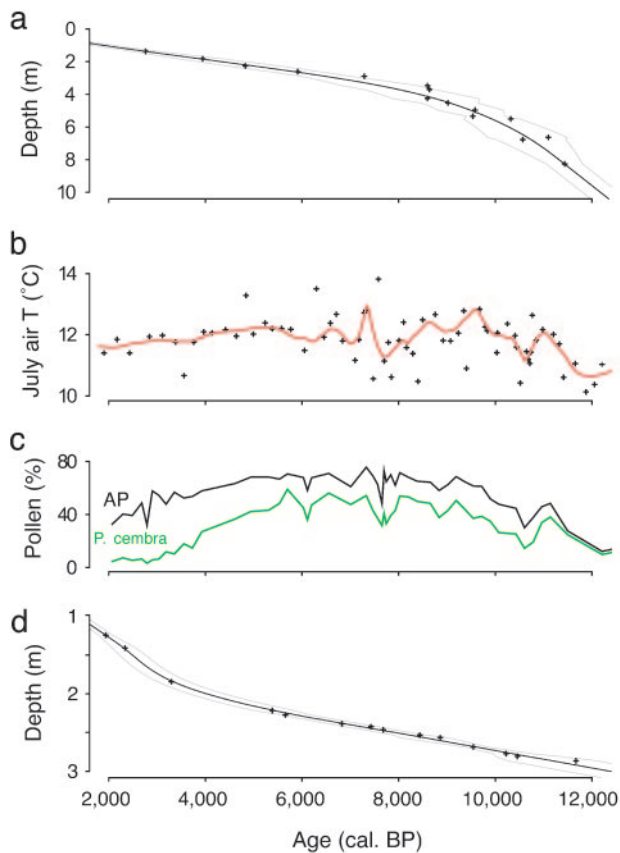 a
0
2
4
6
8
10
Depth (m)
b
14
12
10
July air T (°C)
c
80
40
0
Pollen (%)
AP
P. cembra
d
1
2
3
Depth (m)
2,000 4,000 6,000 8,000 10,000 12,000
Age (cal. BP)